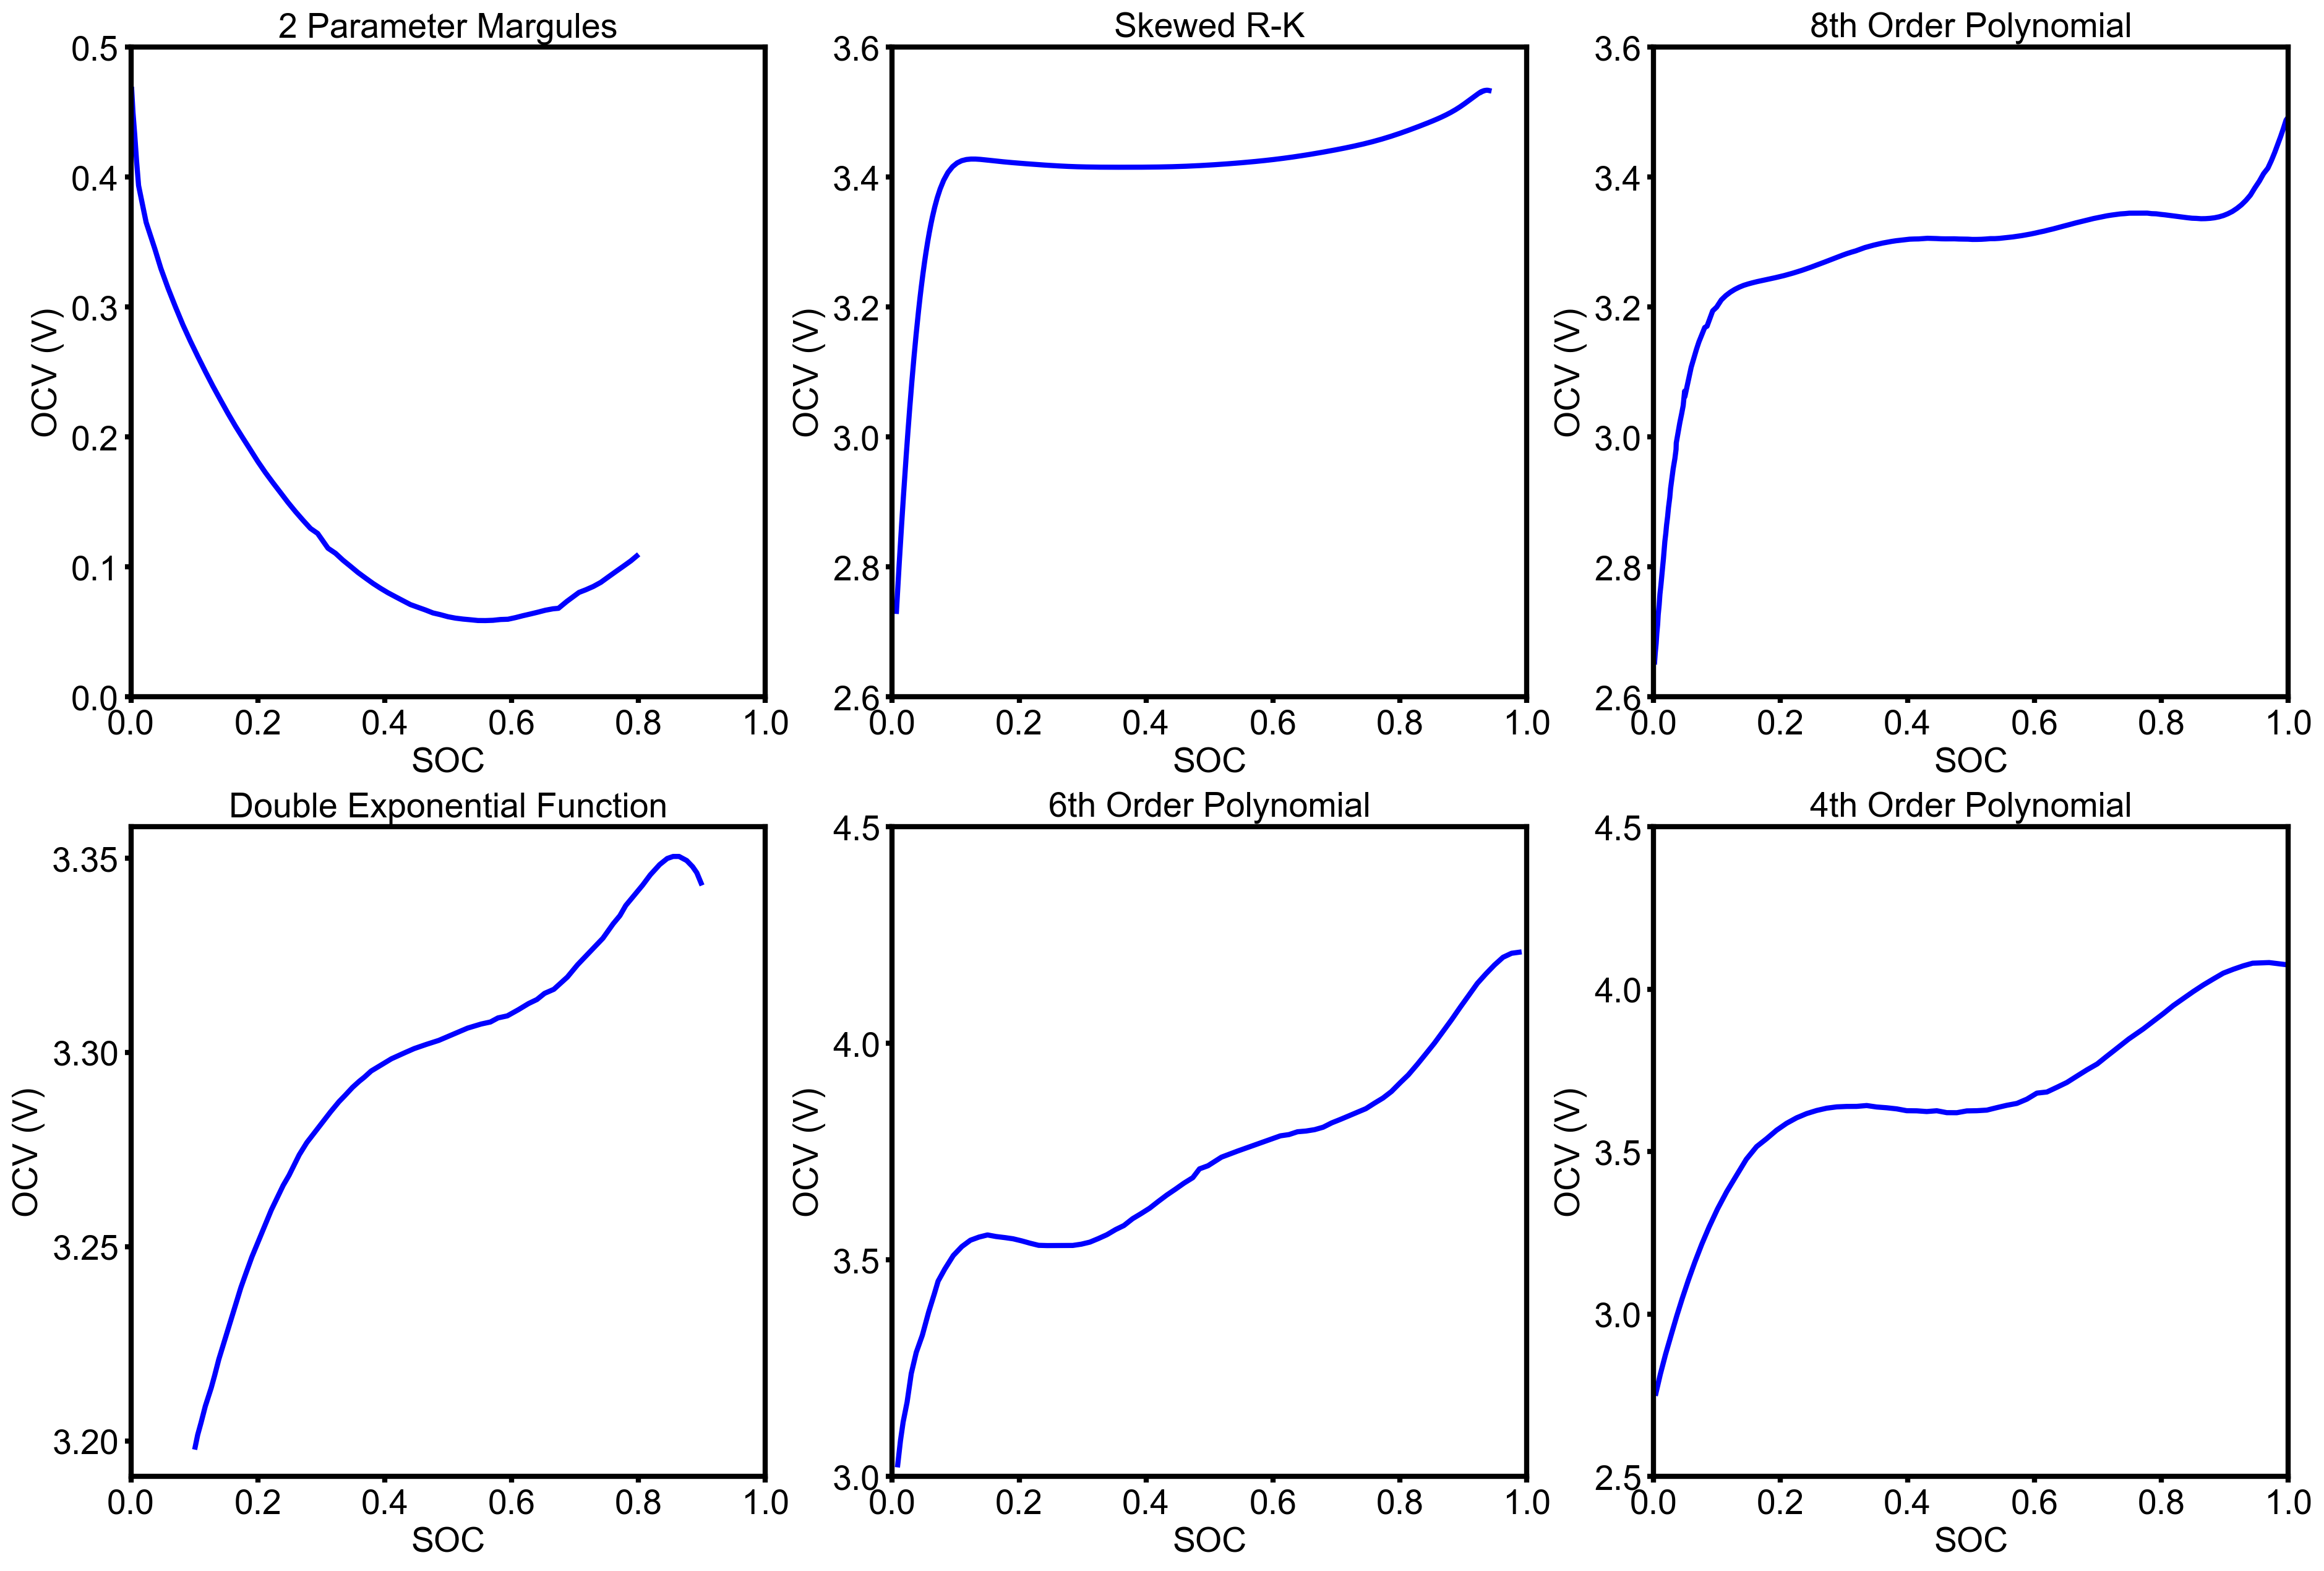 2 Parameter Margules
0.5
0.4
0.3
0.2
0.1
0.0
OCV (V)
0.0 0.2 0.4 0.6 0.8 1.0
SOC
Skewed R-K
3.6
3.4
3.2
3.0
2.8
2.6
OCV (V)
0.0 0.2 0.4 0.6 0.8 1.0
SOC
8th Order Polynomial
3.6
3.4
3.2
3.0
2.8
2.6
OCV (V)
0.0 0.2 0.4 0.6 0.8 1.0
SOC
Double Exponential Function
3.35
3.30
3.25
3.20
OCV (V)
0.0 0.2 0.4 0.6 0.8 1.0
SOC
6th Order Polynomial
4.5
4.0
3.5
3.0
OCV (V)
0.0 0.2 0.4 0.6 0.8 1.0
SOC
4th Order Polynomial
4.5
4.0
3.5
3.0
2.5
OCV (V)
0.0 0.2 0.4 0.6 0.8 1.0
SOC